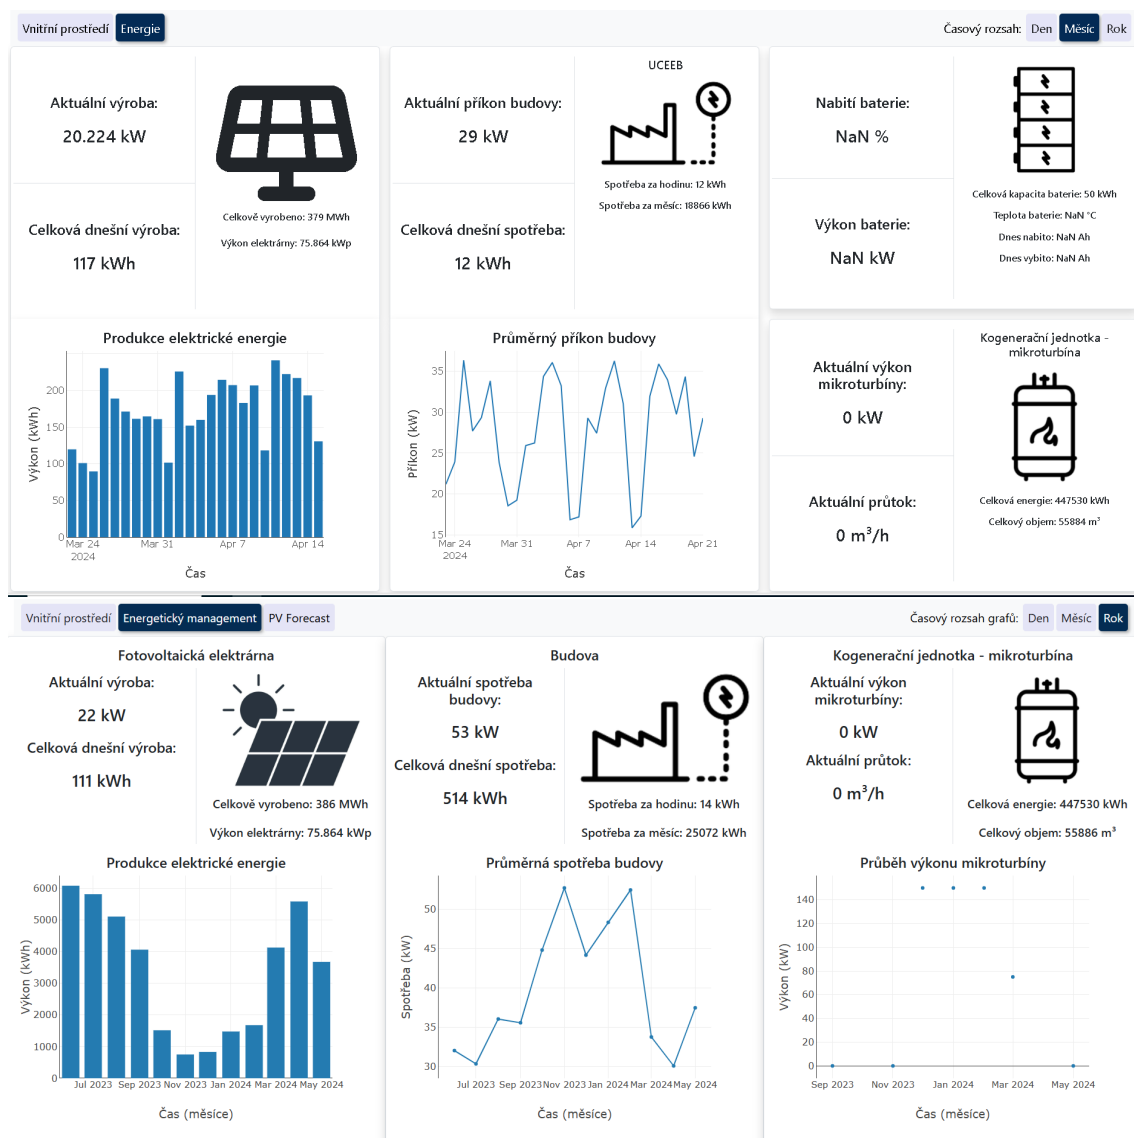 Vnitřní prostředí
Energie
Časový rozsah:
Den
Měsíc
Rok
Aktuální výroba:
20.224 kW
Celková dnešní výroba:
117 kWh
Celkově vyrobeno: 379 MWh
Výkon elektrárny: 75.864 kWp
Produkce elektrické energie
Výkon (kWh)
200
150
100
50
0
Mar 24
2024
Mar 31
Apr 7
Apr 14
Čas
UCEEB
Aktuální příkon budovy:
29 kW
Celková dnešní spotřeba:
12 kWh
Spotřeba za hodinu: 12 kWh
Spotřeba za měsíc: 18866 kWh
Průměrný příkon budovy
Příkon (kW)
35
30
25
20
15
Mar 24
2024
Mar 31
Apr 7
Apr 14
Apr 21
Čas
Nabití baterie:
NaN %
Výkon baterie:
NaN kW
Celková kapacita baterie: 50 kWh
Teplota baterie: NaN °C
Dnes nabito: NaN Ah
Dnes vybito: NaN Ah
Kogenerační jednotka -
mikroturbína
Aktuální výkon
mikroturbíny:
0 kW
Aktuální průtok:
0 m³/h
Celková energie: 447530 kWh
Celkový objem: 55884 m³
Vnitřní prostředí
Energetický management
PV Forecast
Časový rozsah grafů:
Den
Měsíc
Rok
Fotovoltaická elektrárna
Aktuální výroba:
22 kW
Celková dnešní výroba:
111 kWh
Celkově vyrobeno: 386 MWh
Výkon elektrárny: 75.864 kWp
Produkce elektrické energie
Výkon (kWh)
6000
5000
4000
3000
2000
1000
0
Jul 2023
Sep 2023
Nov 2023
Jan 2024
Mar 2024
May 2024
Čas (měsíce)
Budova
Aktuální spotřeba
budovy:
53 kW
Celková dnešní spotřeba:
514 kWh
Spotřeba za hodinu: 14 kWh
Spotřeba za měsíc: 25072 kWh
Průměrná spotřeba budovy
Spotřeba (kW)
50
45
40
35
30
Jul 2023
Sep 2023
Nov 2023
Jan 2024
Mar 2024
May 2024
Čas (měsíce)
Kogenerační jednotka - mikroturbína
Aktuální výkon
mikroturbíny:
0 kW
Aktuální průtok:
0 m³/h
Celková energie: 447530 kWh
Celkový objem: 55886 m³
Průběh výkonu mikroturbíny
Výkon (kW)
140
120
100
80
60
40
20
0
Sep 2023
Nov 2023
Jan 2024
Mar 2024
May 2024
Čas (měsíce)